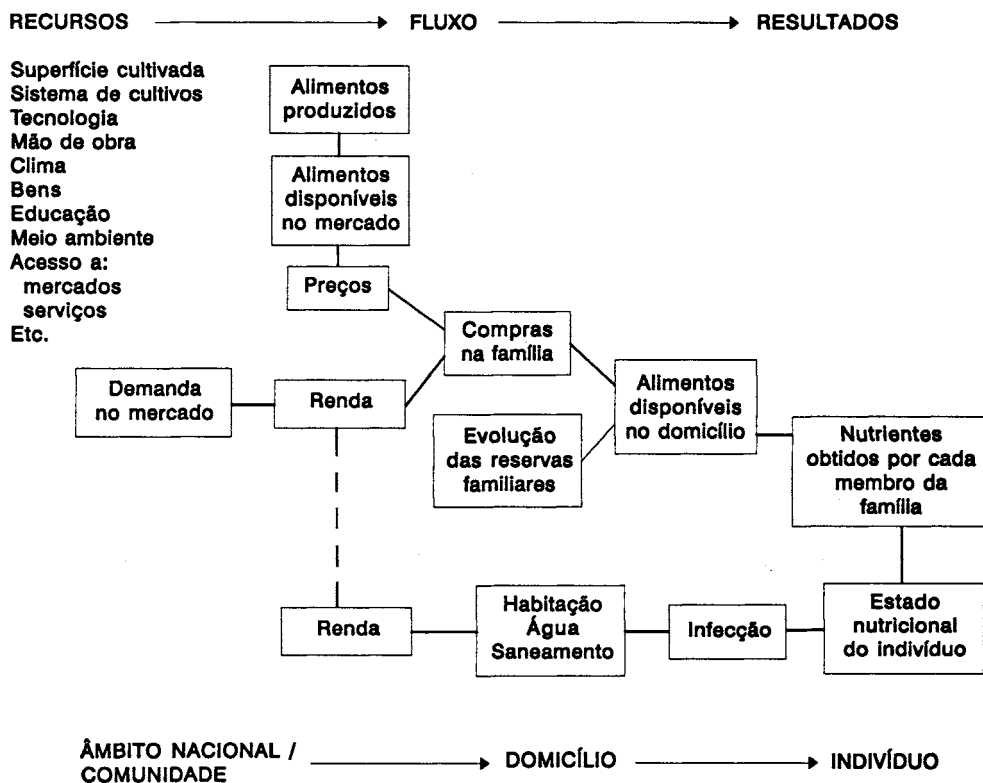 RECURSOS
FLUXO
RESULTADOS
Superfície cultivada
Sistema de cultivos
Tecnologia
Mão de obra
Clima
Bens
Educação
Meio ambiente
Acesso a:
mercados
serviços
Etc.
Alimentos
produzidos
Alimentos
disponíveis
no mercado
Preços
Compras
na família
Demanda
no mercado
Renda
Alimentos
disponíveis
no domicílio
Evolução
das reservas
familiares
Nutrientes
obtidos por cada
membro da
família
Renda
Habitação
Água
Saneamento
Infecção
Estado
nutricional
do indivíduo
ÂMBITO NACIONAL /
COMUNIDADE
DOMICÍLIO
INDIVÍDUO